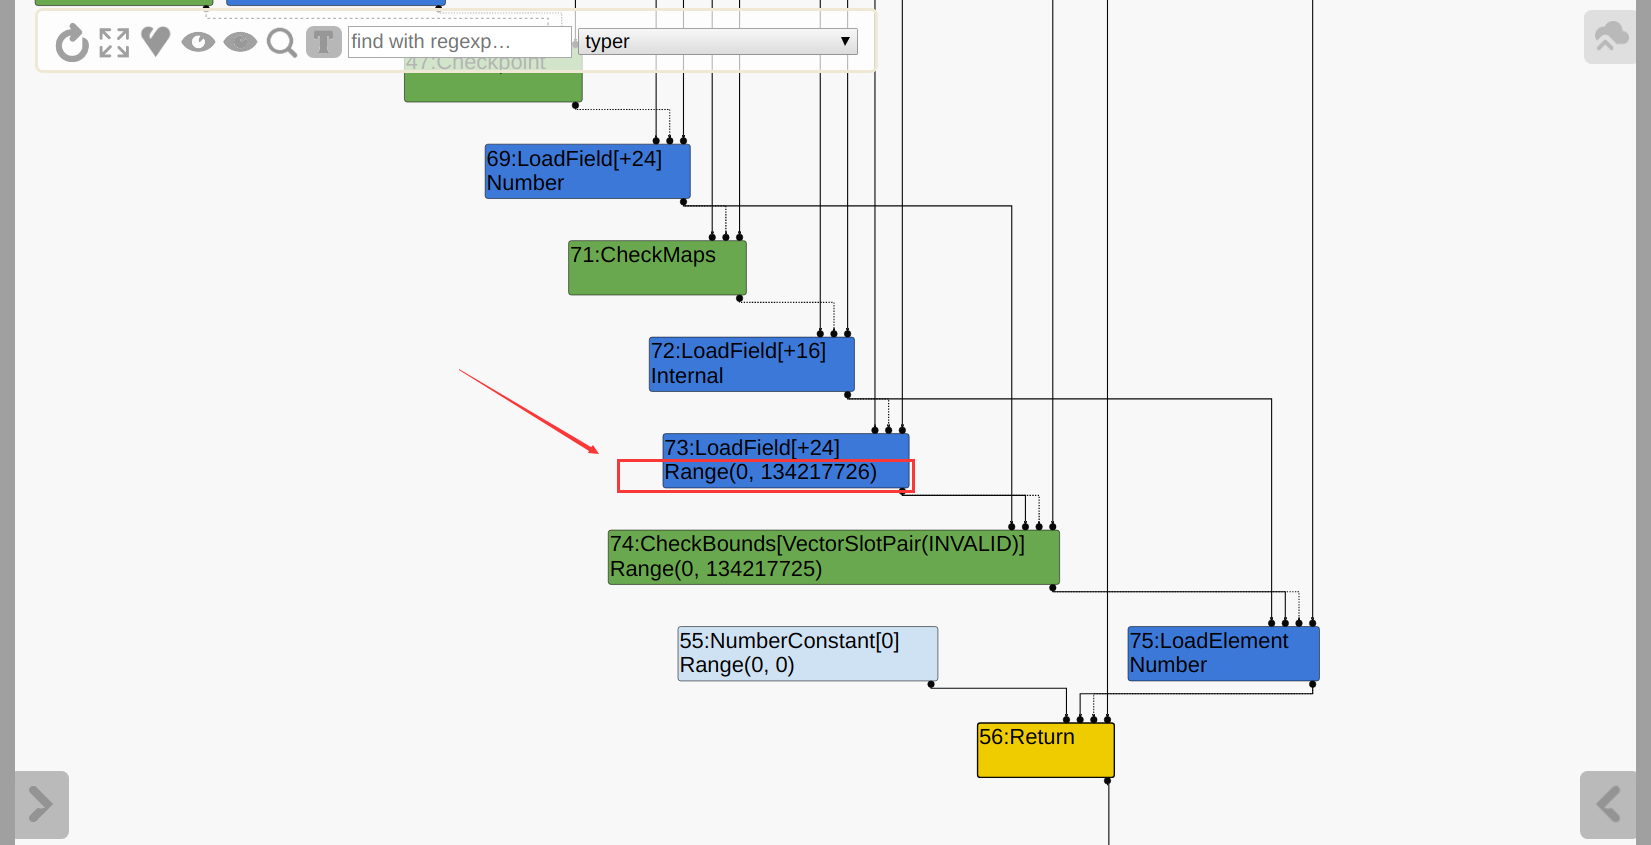 find with regexp…
typer
47:Checkpoint
69:LoadField[+24]
Number
71:CheckMaps
72:LoadField[+16]
Internal
73:LoadField[+24]
Range(0, 134217726)
74:CheckBounds[VectorSlotPair(INVALID)]
Range(0, 134217725)
55:NumberConstant[0]
Range(0, 0)
75:LoadElement
Number
56:Return